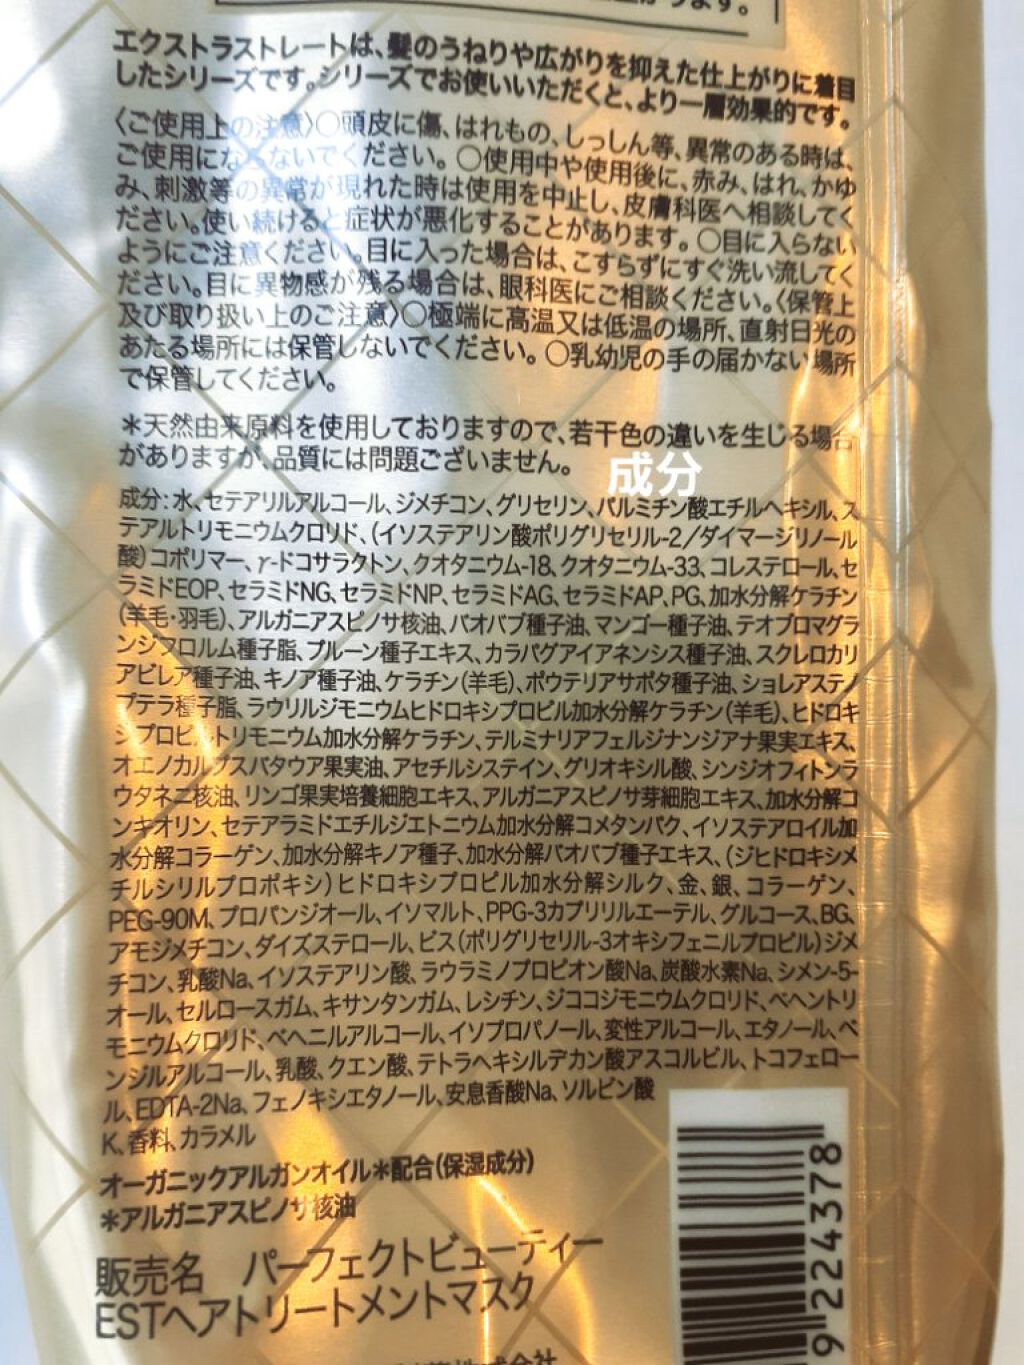 エクストラストレートは、髪のうねりや広がりを抑えた仕上がりに着目
したシリーズです。シリーズでお使いいただくと、より一層効果的です。
〈ご使用上の注意〉○頭皮に傷、はれもの、しっしん等、異常のある時は、
ご使用にならないでください。○使用中や使用後に、赤み、はれ、かゆ
み、刺激等の異常が現れた時は使用を中止し、皮膚科医へ相談してく
ださい。使い続けると症状が悪化することがあります。○目に入らない
ようにご注意ください。目に入った場合は、こすらずにすぐ洗い流してく
ださい。目に異物感が残る場合は、眼科医にご相談ください。〈保管上
及び取り扱い上のご注意〉○極端に高温又は低温の場所、直射日光の
あたる場所には保管しないでください。○乳幼児の手の届かない場所
で保管してください。
＊天然由来原料を使用しておりますので、若干色の違いを生じる場合
がありますが、品質には問題ございません。
成分
成分：水、セテアリルアルコール、ジメチコン、グリセリン、パルミチン酸エチルヘキシル、ス
テアルトリモニウムクロリド、(イソステアリン酸ポリグリセリル-2/ダイマージリノール
酸)コポリマー、γ-ドコサラクトン、クオタニウム-18、クオタニウム-33、コレステロール、セ
ラミドEOP、セラミドNG、セラミドNP、セラミドAG、セラミドAP、PG、加水分解ケラチン
(羊毛・羽毛)、アルガニアスピノサ核油、バオバブ種子油、マンゴー種子油、テオブロマグラ
ンジフロルム種子脂、プルーン種子エキス、カラパグアイアネンシス種子油、スクレロカリ
アビレア種子油、キノア種子油、ケラチン(羊毛)、ポウテリアサポタ種子油、ショレアステノ
プテラ種子脂、ラウリルジモニウムヒドロキシプロピル加水分解ケラチン(羊毛)、ヒドロキ
シプロピルトリモニウム加水分解ケラチン、テルミナリアフェルジナンジアナ果実エキス、
オエノカルプスバタウア果実油、アセチルシステイン、グリオキシル酸、シンジオフィトンラ
ウタネニ核油、リンゴ果実培養細胞エキス、アルガニアスピノサ芽細胞エキス、加水分解コ
ンキオリン、セテアラミドエチルジエトニウム加水分解コメタンパク、イソステアロイル加
水分解コラーゲン、加水分解キノア種子、加水分解バオバブ種子エキス、(ジヒドロキシメ
チルシリルプロポキシ)ヒドロキシプロピル加水分解シルク、金、銀、コラーゲン、
PEG-90M、プロパンジオール、イソマルト、PPG-3カプリリルエーテル、グルコース、BG、
アモジメチコン、ダイズステロール、ビス(ポリグリセリル-3オキシフェニルプロピル)ジメ
チコン、乳酸Na、イソステアリン酸、ラウラミノプロピオン酸Na、炭酸水素Na、シメン-5-
オール、セルロースガム、キサンタンガム、レシチン、ジココジモニウムクロリド、ベヘントリ
モニウムクロリド、ベヘニルアルコール、イソプロパノール、変性アルコール、エタノール、ベ
ンジルアルコール、乳酸、クエン酸、テトラヘキシルデカン酸アスコルビル、トコフェロー
ル、EDTA-2Na、フェノキシエタノール、安息香酸Na、ソルビン酸
K、香料、カラメル
オーガニックアルガンオイル＊配合(保湿成分)
＊アルガニアスピノサ核油
販売名　パーフェクトビューティー
ESTヘアトリートメントマスク
9224378